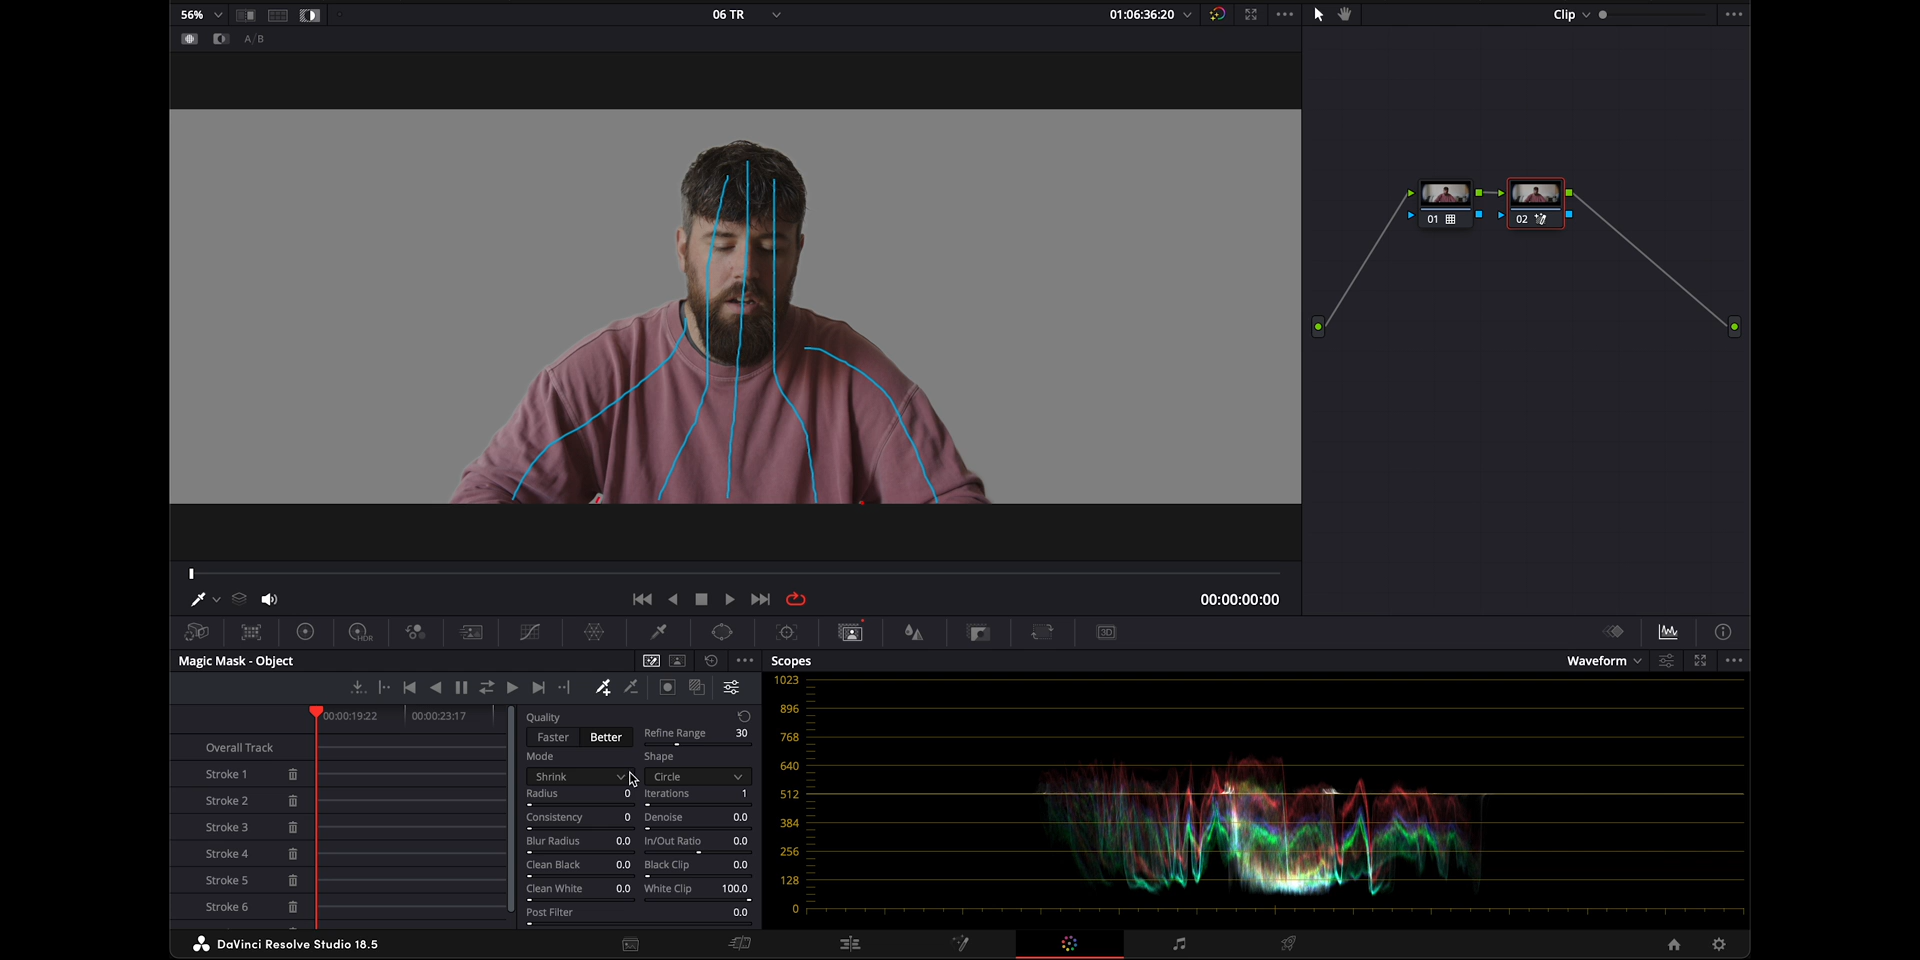 56%
06 TR
01:06:36:20
Clip
A/B
01
02
00:00:00:00
HDR
3D
Magic Mask - Object
Scopes
Waveform
00:00:19:22
00:00:23:17
Overall Track
Stroke 1
Stroke 2
Stroke 3
Stroke 4
Stroke 5
Stroke 6
Quality
Faster
Better
Refine Range
30
Mode
Shape
Shrink
Circle
Radius
0
Iterations
1
Consistency
0
Denoise
0.0
Blur Radius
0.0
In/Out Ratio
0.0
Clean Black
0.0
Black Clip
0.0
Clean White
0.0
White Clip
100.0
Post Filter
0.0
1023
896
768
640
512
384
256
128
0
DaVinci Resolve Studio 18.5